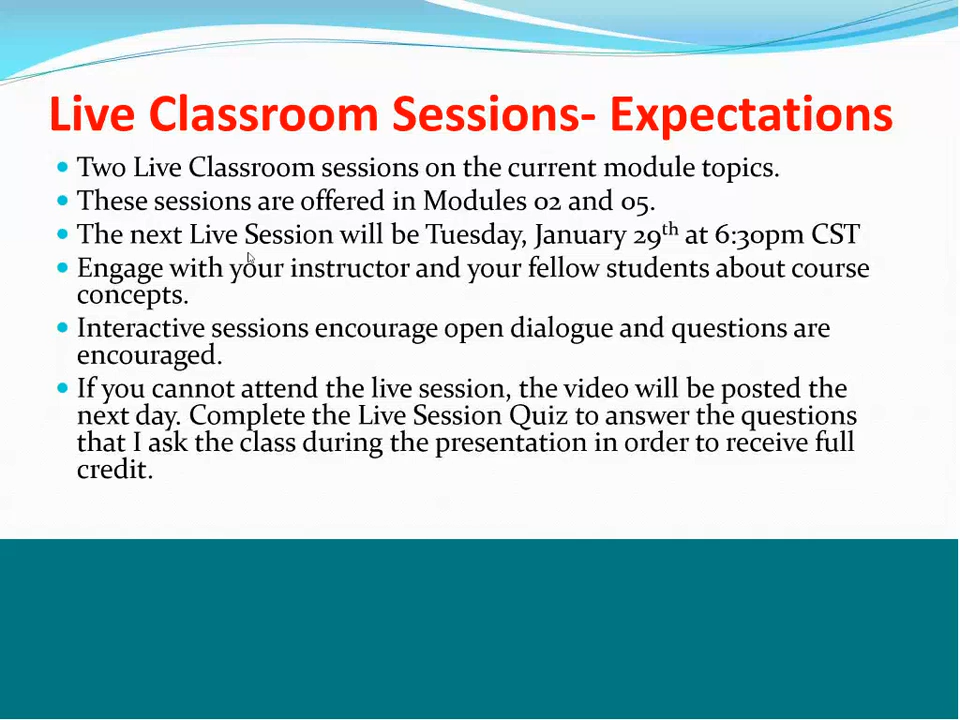 Live Classroom Sessions- Expectations
• Two Live Classroom sessions on the current module topics.
• These sessions are offered in Modules 02 and 05.
• The next Live Session will be Tuesday, January 29th at 6:30pm CST
• Engage with your instructor and your fellow students about course
concepts.
• Interactive sessions encourage open dialogue and questions are
encouraged.
• If you cannot attend the live session, the video will be posted the
next day. Complete the Live Session Quiz to answer the questions
that I ask the class during the presentation in order to receive full
credit.